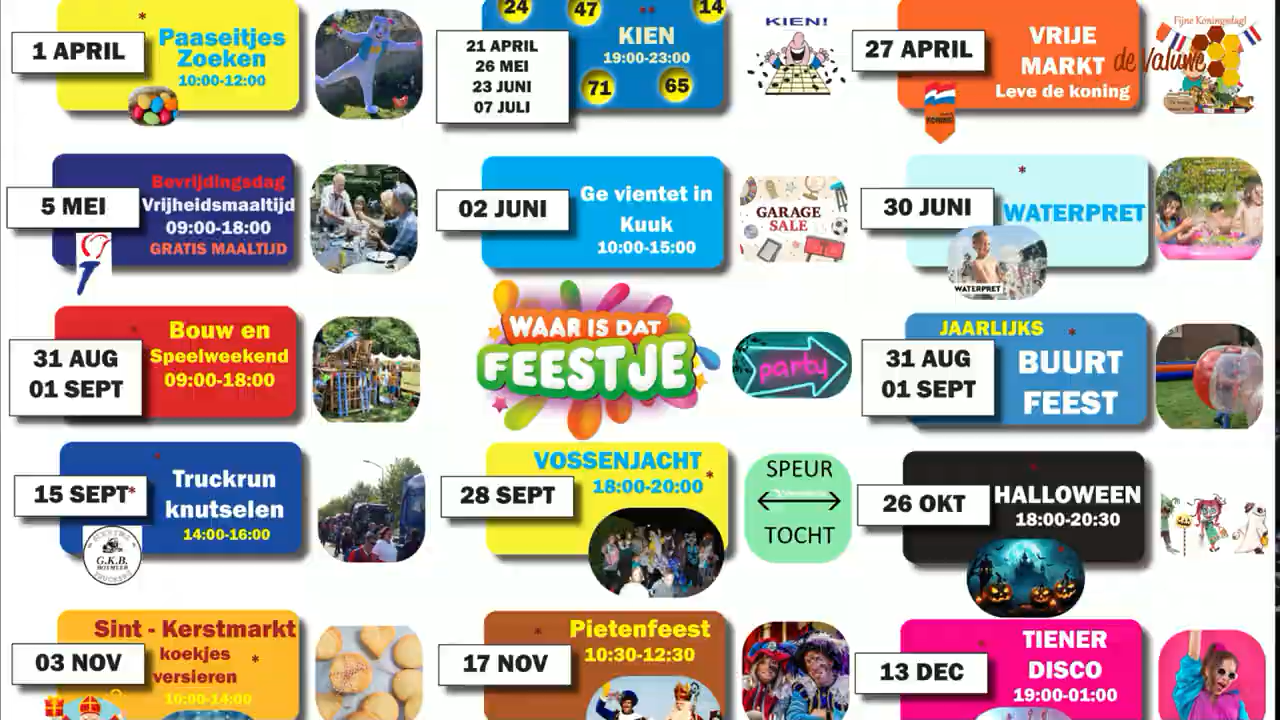 1 APRIL
Paaseitjes
Zoeken
10:00-12:00
21 APRIL
26 MEI
23 JUNI
07 JULI
24
47
14
**
KIEN
19:00-23:00
71
65
KIEN!
27 APRIL
VRIJE
MARKT
Leve de koning
KONING
Fijne Koningsdag!
de Valuwe
5 MEI
Bevrijdingsdag
Vrijheidsmaaltijd
09:00-18:00
GRATIS MAALTIJD
02 JUNI
Ge vientet in
Kuuk
10:00-15:00
GARAGE
SALE
30 JUNI
*
WATERPRET
WATERPRET
31 AUG
01 SEPT
Bouw en
Speelweekend
09:00-18:00
WAAR IS DAT
FEESTJE
party
31 AUG
01 SEPT
JAARLIJKS *
BUURT
FEEST
15 SEPT*
Truckrun
knutselen
14:00-16:00
G.K.B.
TRUCKERS
28 SEPT
VOSSENJACHT
18:00-20:00 *
SPEUR
TOCHT
26 OKT
HALLOWEEN
18:00-20:30
03 NOV
Sint - Kerstmarkt
koekjes *
versieren
10:00-14:00
17 NOV
* Pietenfeest
10:30-12:30
13 DEC
TIENER
DISCO
19:00-01:00